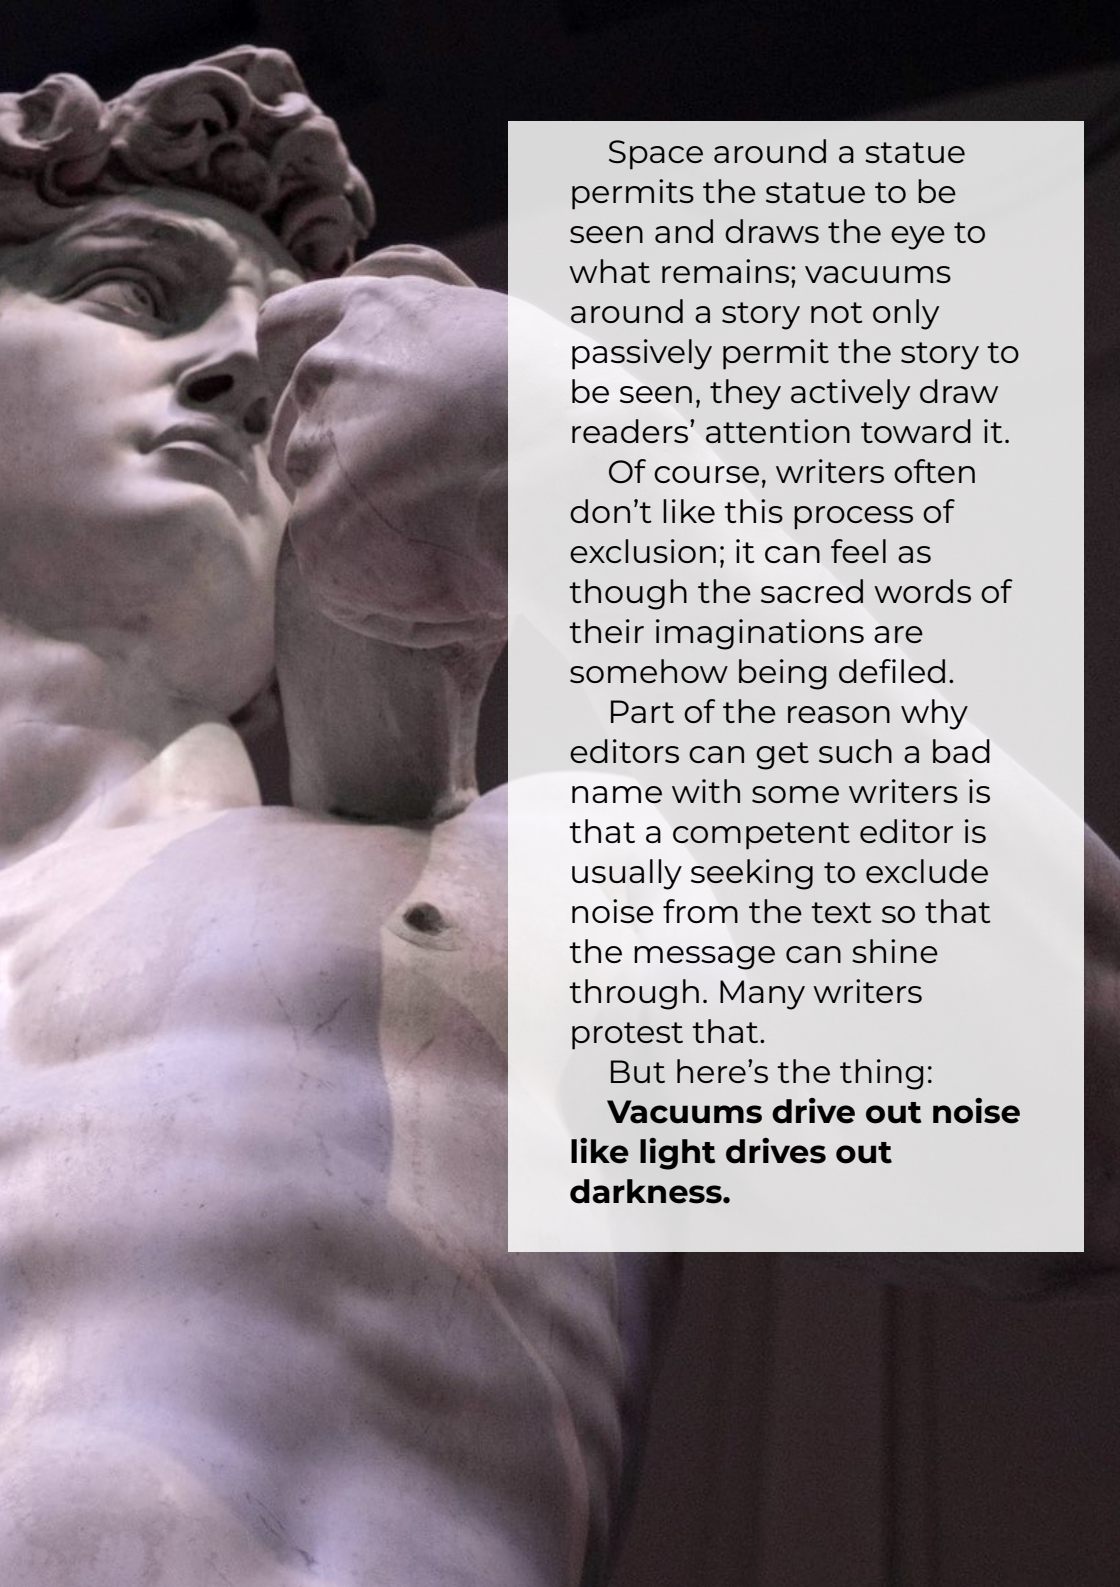 Space around a statue
permits the statue to be
seen and draws the eye to
what remains; vacuums
around a story not only
passively permit the story to
be seen, they actively draw
readers’ attention toward it.
Of course, writers often
don’t like this process of
exclusion; it can feel as
though the sacred words of
their imaginations are
somehow being defiled.
Part of the reason why
editors can get such a bad
name with some writers is
that a competent editor is
usually seeking to exclude
noise from the text so that
the message can shine
through. Many writers
protest that.
But here’s the thing:
Vacuums drive out noise
like light drives out
darkness.